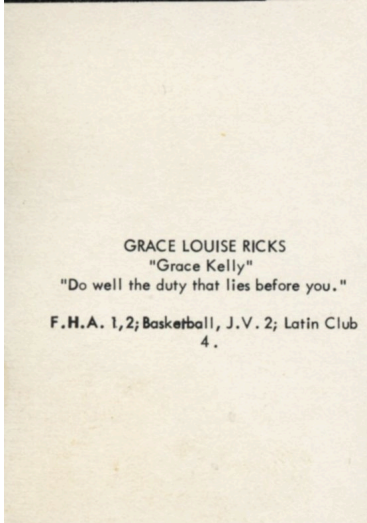 GRACE LOUISE RICKS
"Grace Kelly"
"Do well the duty that lies before you."
F.H.A. 1,2; Basketball, J.V. 2; Latin Club
4.